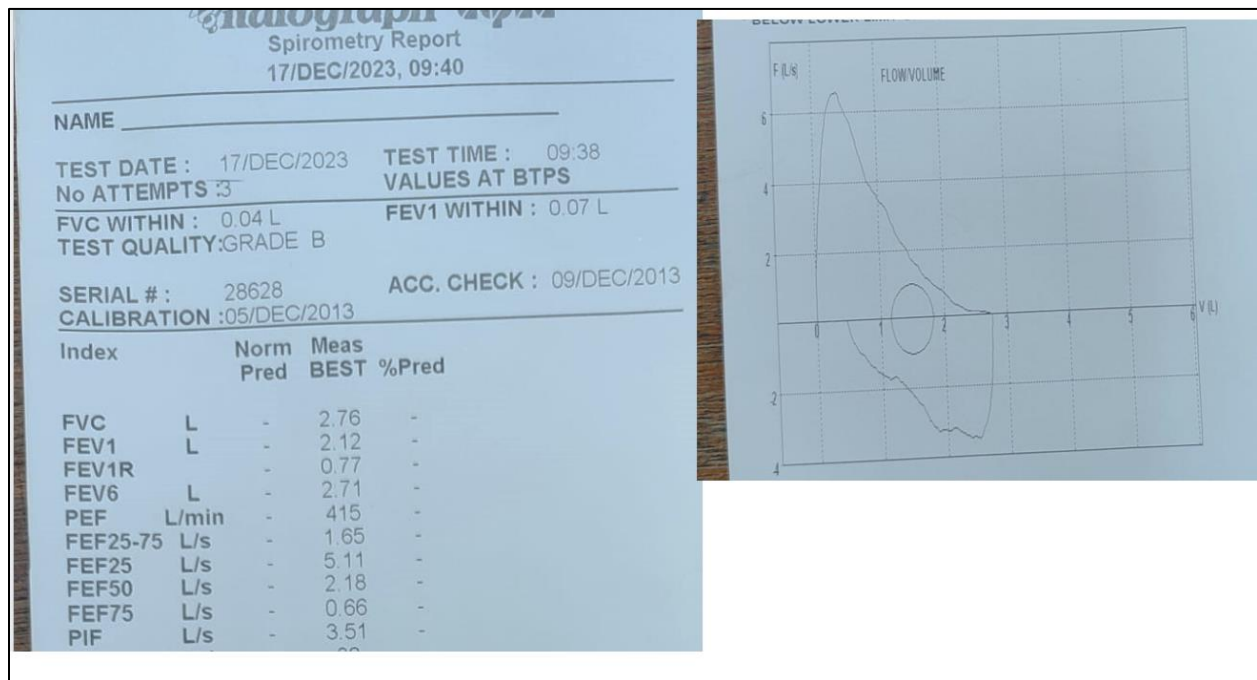 Spirometry Report
17/DEC/2023, 09:40
NAME
TEST DATE : 17/DEC/2023 TEST TIME : 09:38
No ATTEMPTS :3 VALUES AT BTPS
FVC WITHIN : 0.04 L FEV1 WITHIN : 0.07 L
TEST QUALITY:GRADE B
SERIAL # : 28628 ACC. CHECK : 09/DEC/2013
CALIBRATION :05/DEC/2013
Index Norm Meas
Pred BEST %Pred
FVC L - 2.76 -
FEV1 L - 2.12 -
FEV1R - 0.77 -
FEV6 L - 2.71 -
PEF L/min - 415 -
FEF25-75 L/s - 1.65 -
FEF25 L/s - 5.11 -
FEF50 L/s - 2.18 -
FEF75 L/s - 0.66 -
PIF L/s - 3.51 -
BELOW LOWER LIMIT
F (L/s) FLOW/VOLUME
6
4
2
0 1 2 3 4 5 6 V (L)
-2
4